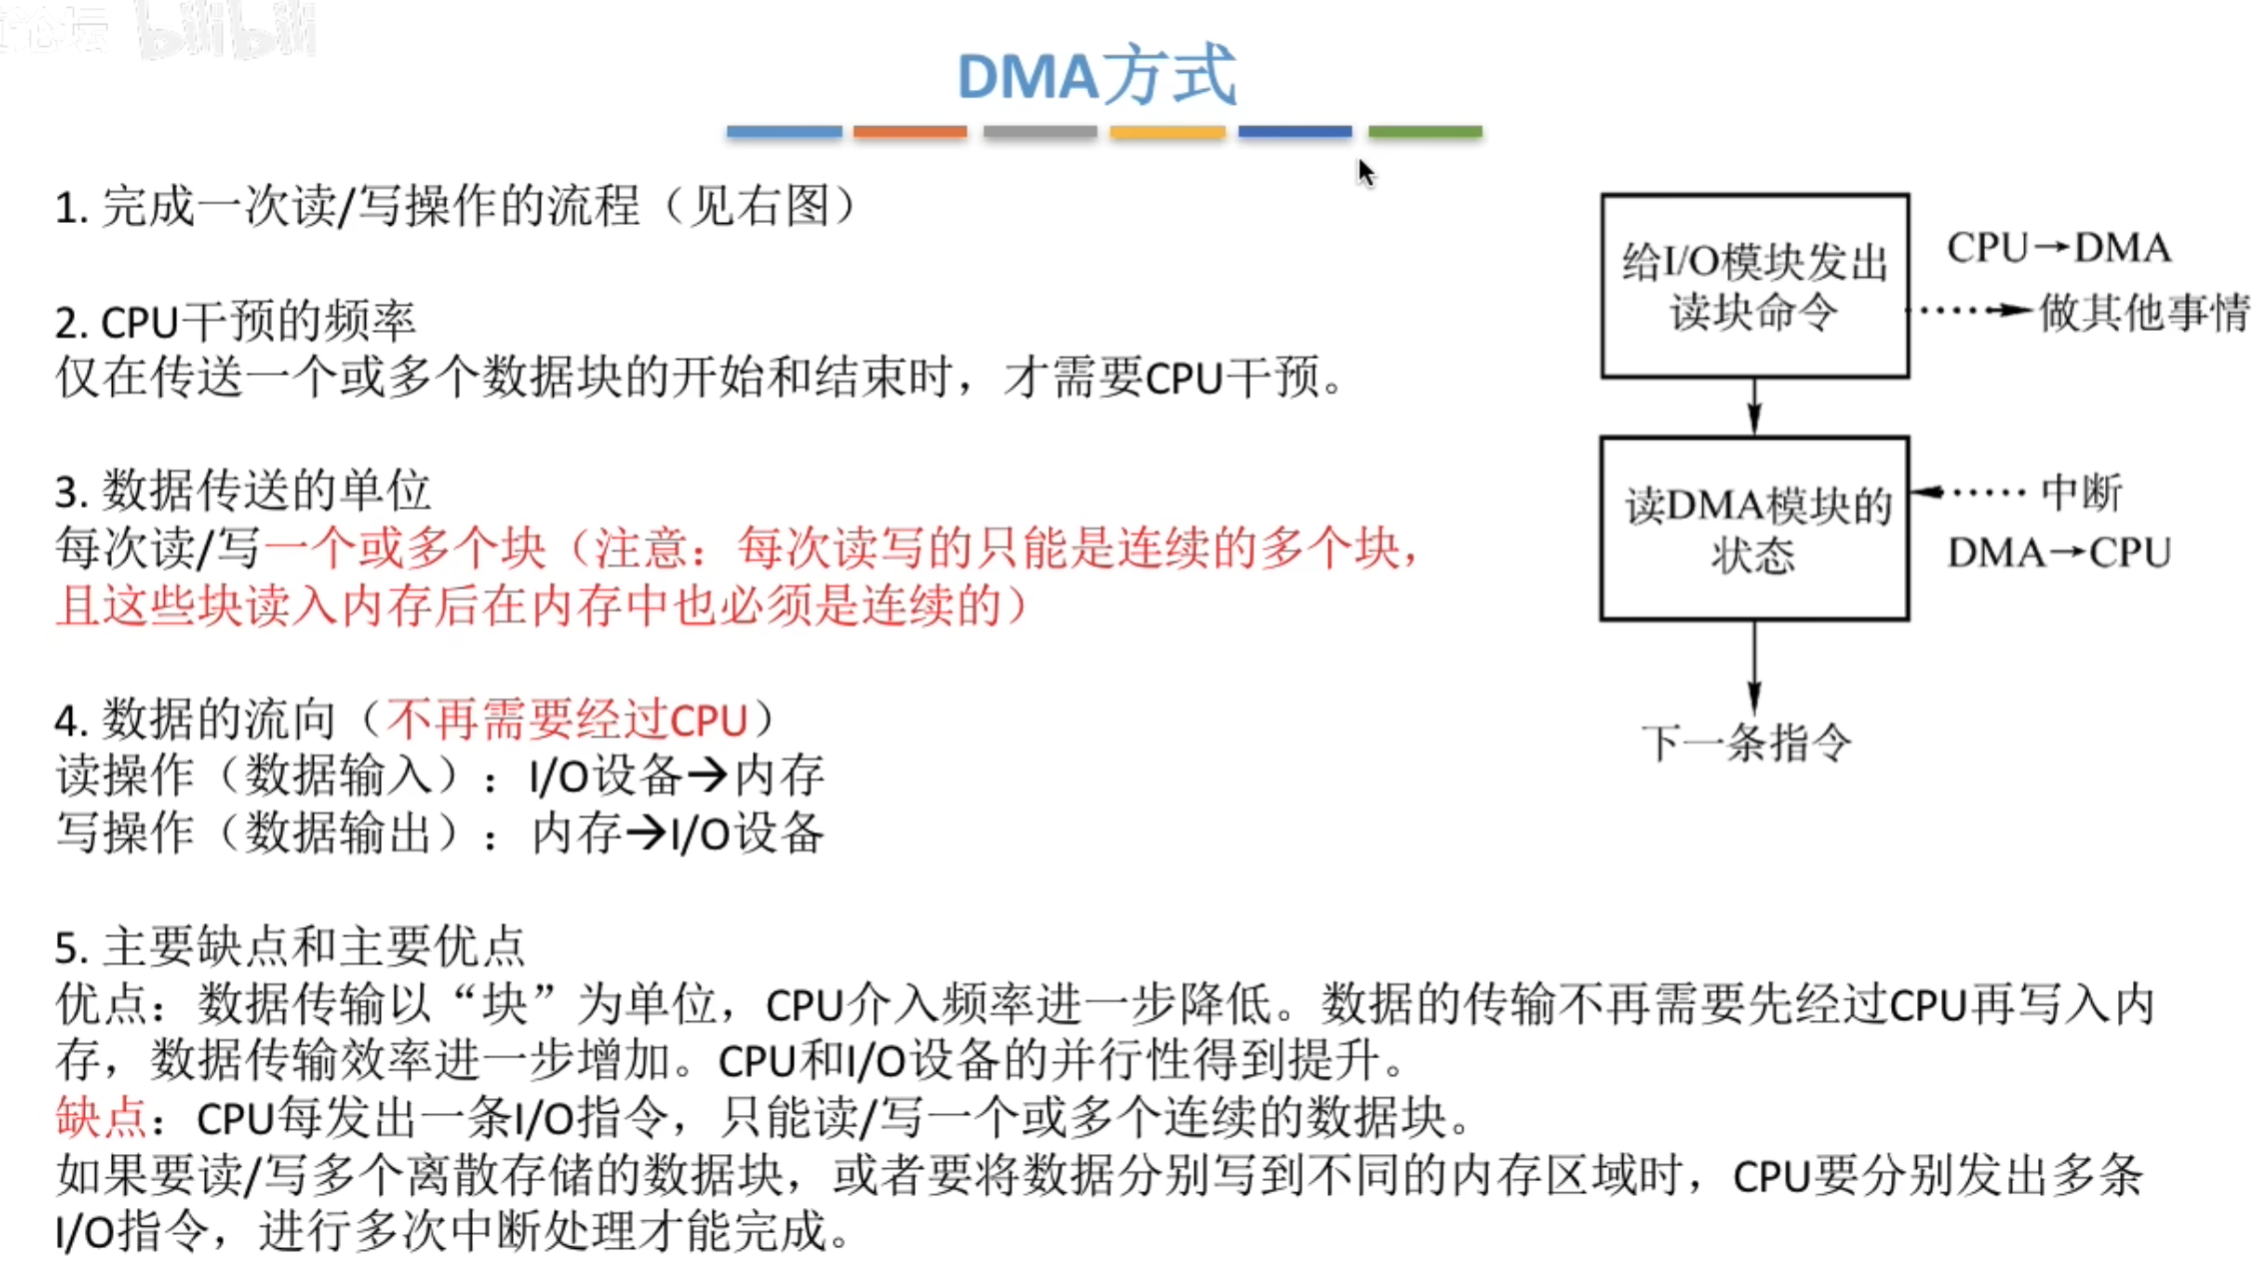 论坛 bilibili
DMA方式
1. 完成一次读/写操作的流程（见右图）
2. CPU干预的频率
仅在传送一个或多个数据块的开始和结束时，才需要CPU干预。
3. 数据传送的单位
每次读/写一个或多个块（注意：每次读写的只能是连续的多个块，
且这些块读入内存后在内存中也必须是连续的）
4. 数据的流向（不再需要经过CPU）
读操作（数据输入）：I/O设备→内存
写操作（数据输出）：内存→I/O设备
5. 主要缺点和主要优点
优点：数据传输以“块”为单位，CPU介入频率进一步降低。数据的传输不再需要先经过CPU再写入内
存，数据传输效率进一步增加。CPU和I/O设备的并行性得到提升。
缺点：CPU每发出一条I/O指令，只能读/写一个或多个连续的数据块。
如果要读/写多个离散存储的数据块，或者要将数据分别写到不同的内存区域时，CPU要分别发出多条
I/O指令，进行多次中断处理才能完成。
给I/O模块发出
读块命令
CPU→DMA
做其他事情
读DMA模块的
状态
中断
DMA→CPU
下一条指令